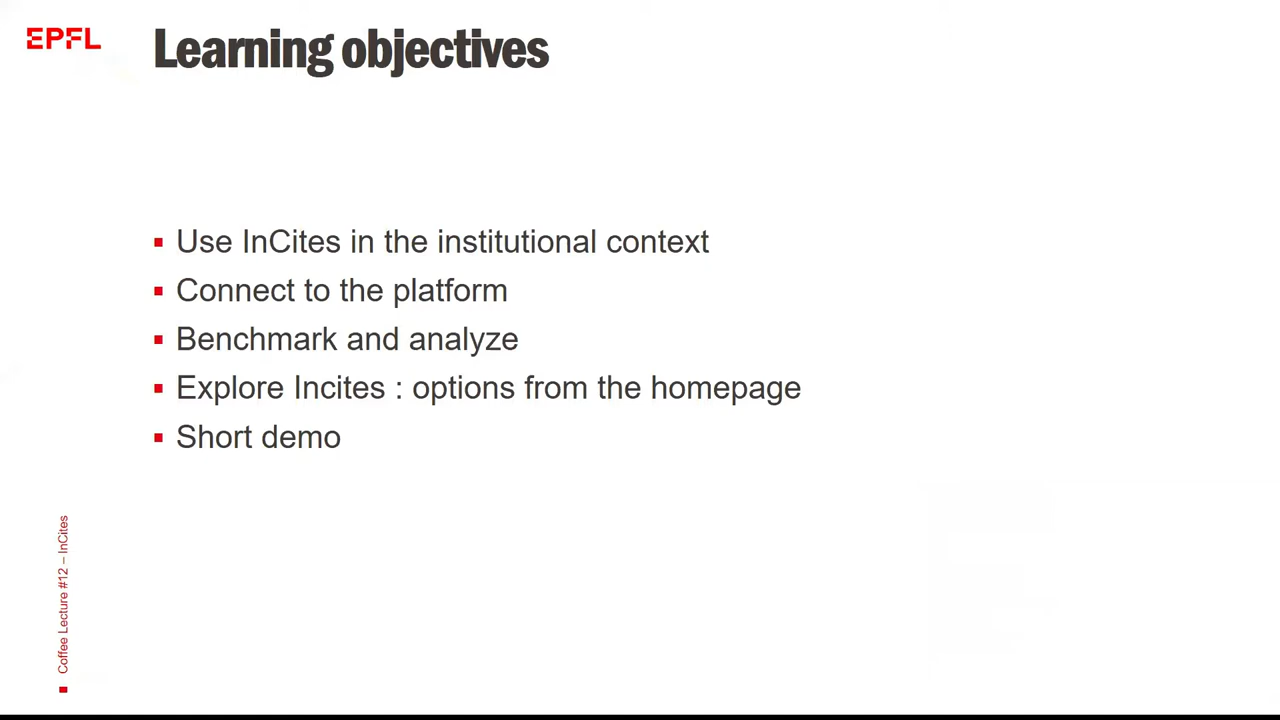 EPFL
Learning objectives
Use InCites in the institutional context
Connect to the platform
Benchmark and analyze
Explore Incites : options from the homepage
Short demo
Coffee Lecture #12 – InCites